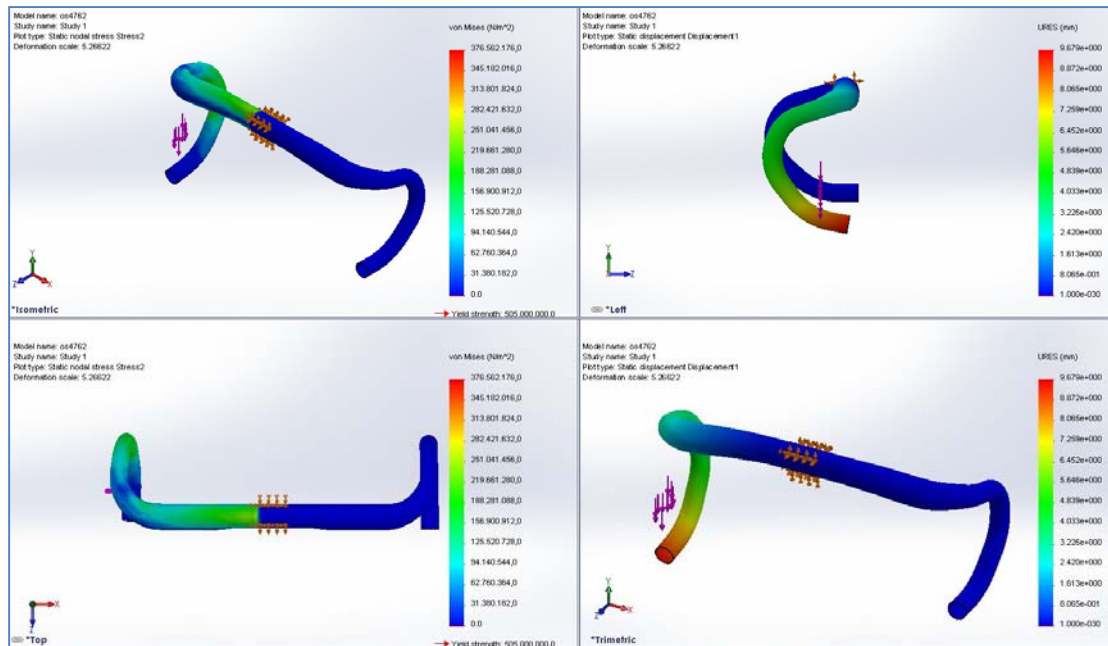 Model name: os4762
Study name: Study 1
Plot type: Static nodal stress Stress2
Deformation scale: 5.26622
von Mises (N/m^2)
376.562.176,0
345.182.016,0
313.801.824,0
282.421.632,0
251.041.456,0
219.661.280,0
188.281.088,0
156.900.912,0
125.520.728,0
94.140.544,0
62.760.364,0
31.380.182,0
0.0
Yield strength: 505.000.000,0
Y
Z
X
*Isometric
Model name: os4762
Study name: Study 1
Plot type: Static displacement Displacement1
Deformation scale: 5.26622
URES (mm)
9.679e+000
8.872e+000
8.065e+000
7.259e+000
6.452e+000
5.646e+000
4.839e+000
4.033e+000
3.226e+000
2.420e+000
1.613e+000
8.065e-001
1.000e-030
Y
Z
*Left
Model name: os4762
Study name: Study 1
Plot type: Static nodal stress Stress2
Deformation scale: 5.26622
von Mises (N/m^2)
376.562.176,0
345.182.016,0
313.801.824,0
282.421.632,0
251.041.456,0
219.661.280,0
188.281.088,0
156.900.912,0
125.520.728,0
94.140.544,0
62.760.364,0
31.380.182,0
0.0
Yield strength: 505.000.000,0
X
Z
*Top
Model name: os4762
Study name: Study 1
Plot type: Static displacement Displacement1
Deformation scale: 5.26622
URES (mm)
9.679e+000
8.872e+000
8.065e+000
7.259e+000
6.452e+000
5.646e+000
4.839e+000
4.033e+000
3.226e+000
2.420e+000
1.613e+000
8.065e-001
1.000e-030
Y
Z
X
*Trimetric